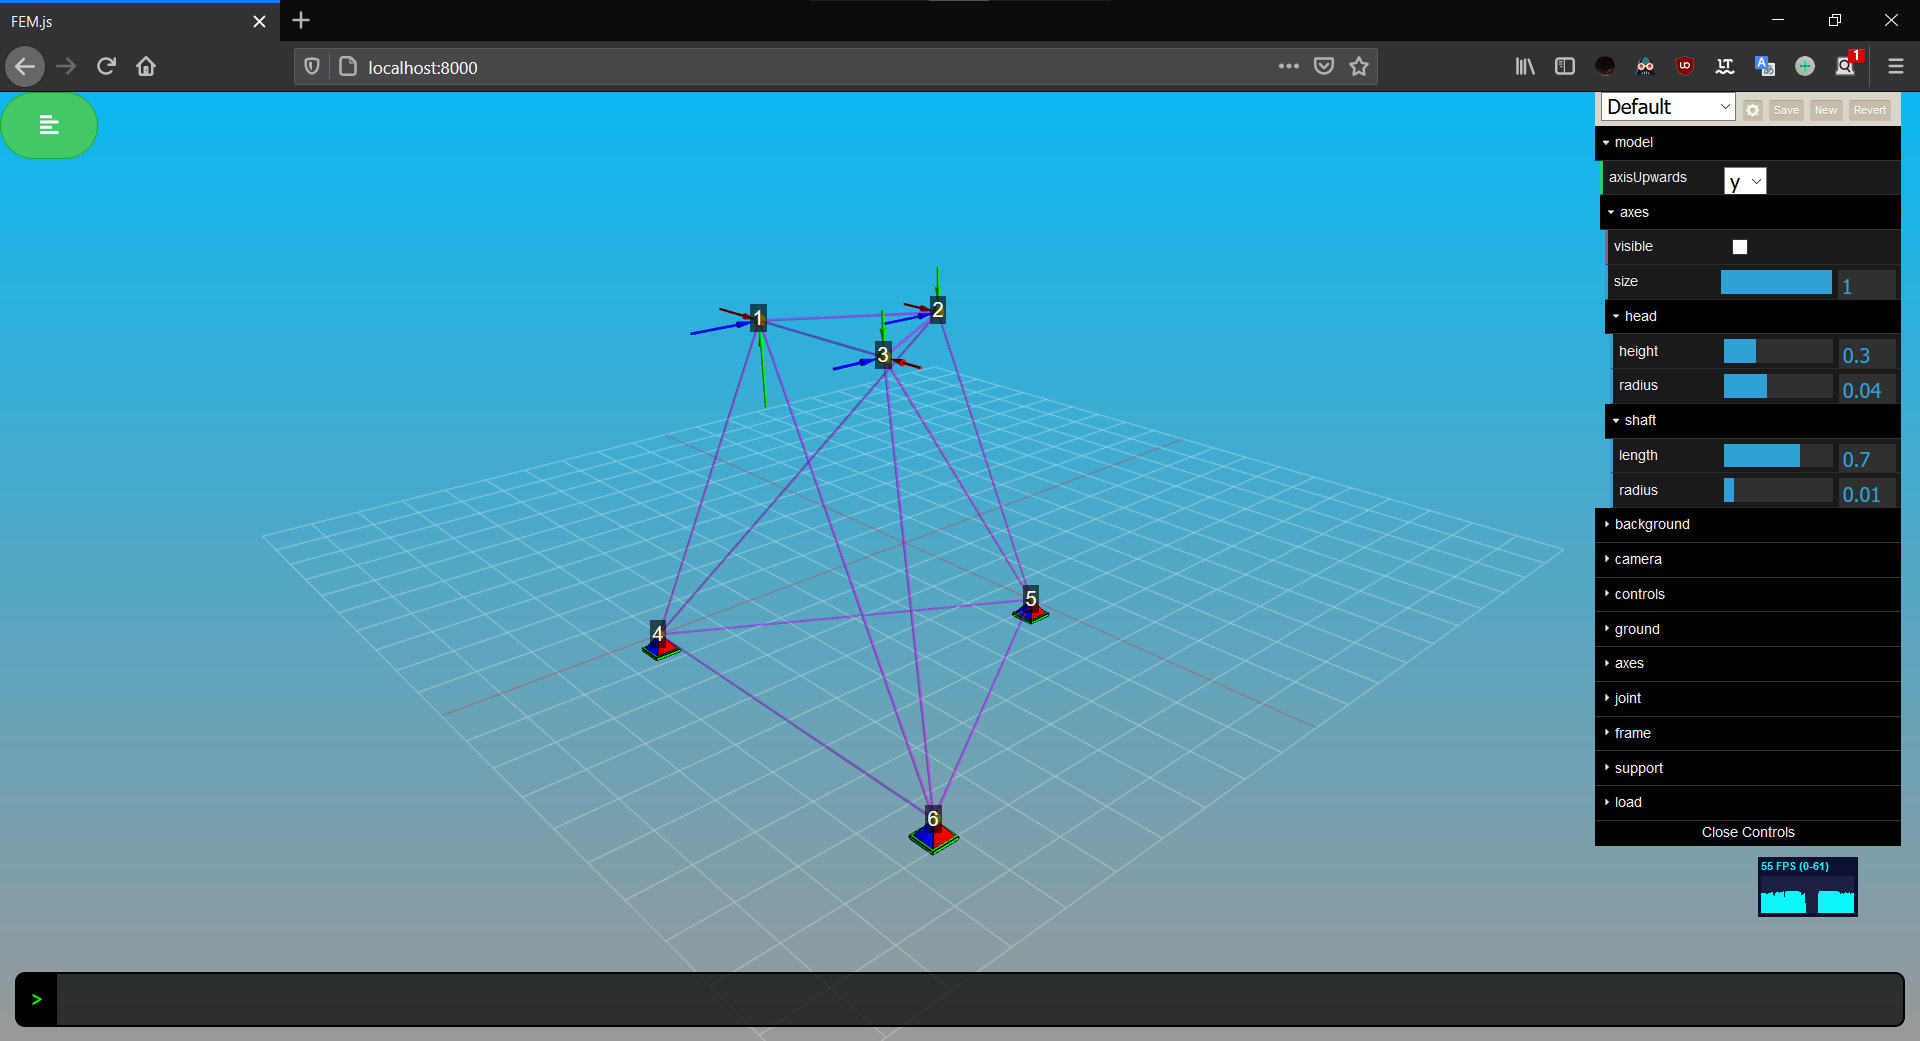 FEM.js
localhost:8000
UD
1
Default
Save New Revert
model
axisUpwards y
axes
visible
size 1
head
height 0.3
radius 0.04
shaft
length 0.7
radius 0.01
background
camera
controls
ground
axes
joint
frame
support
load
Close Controls
55 FPS (0-61)
1
2
3
4
5
6
>